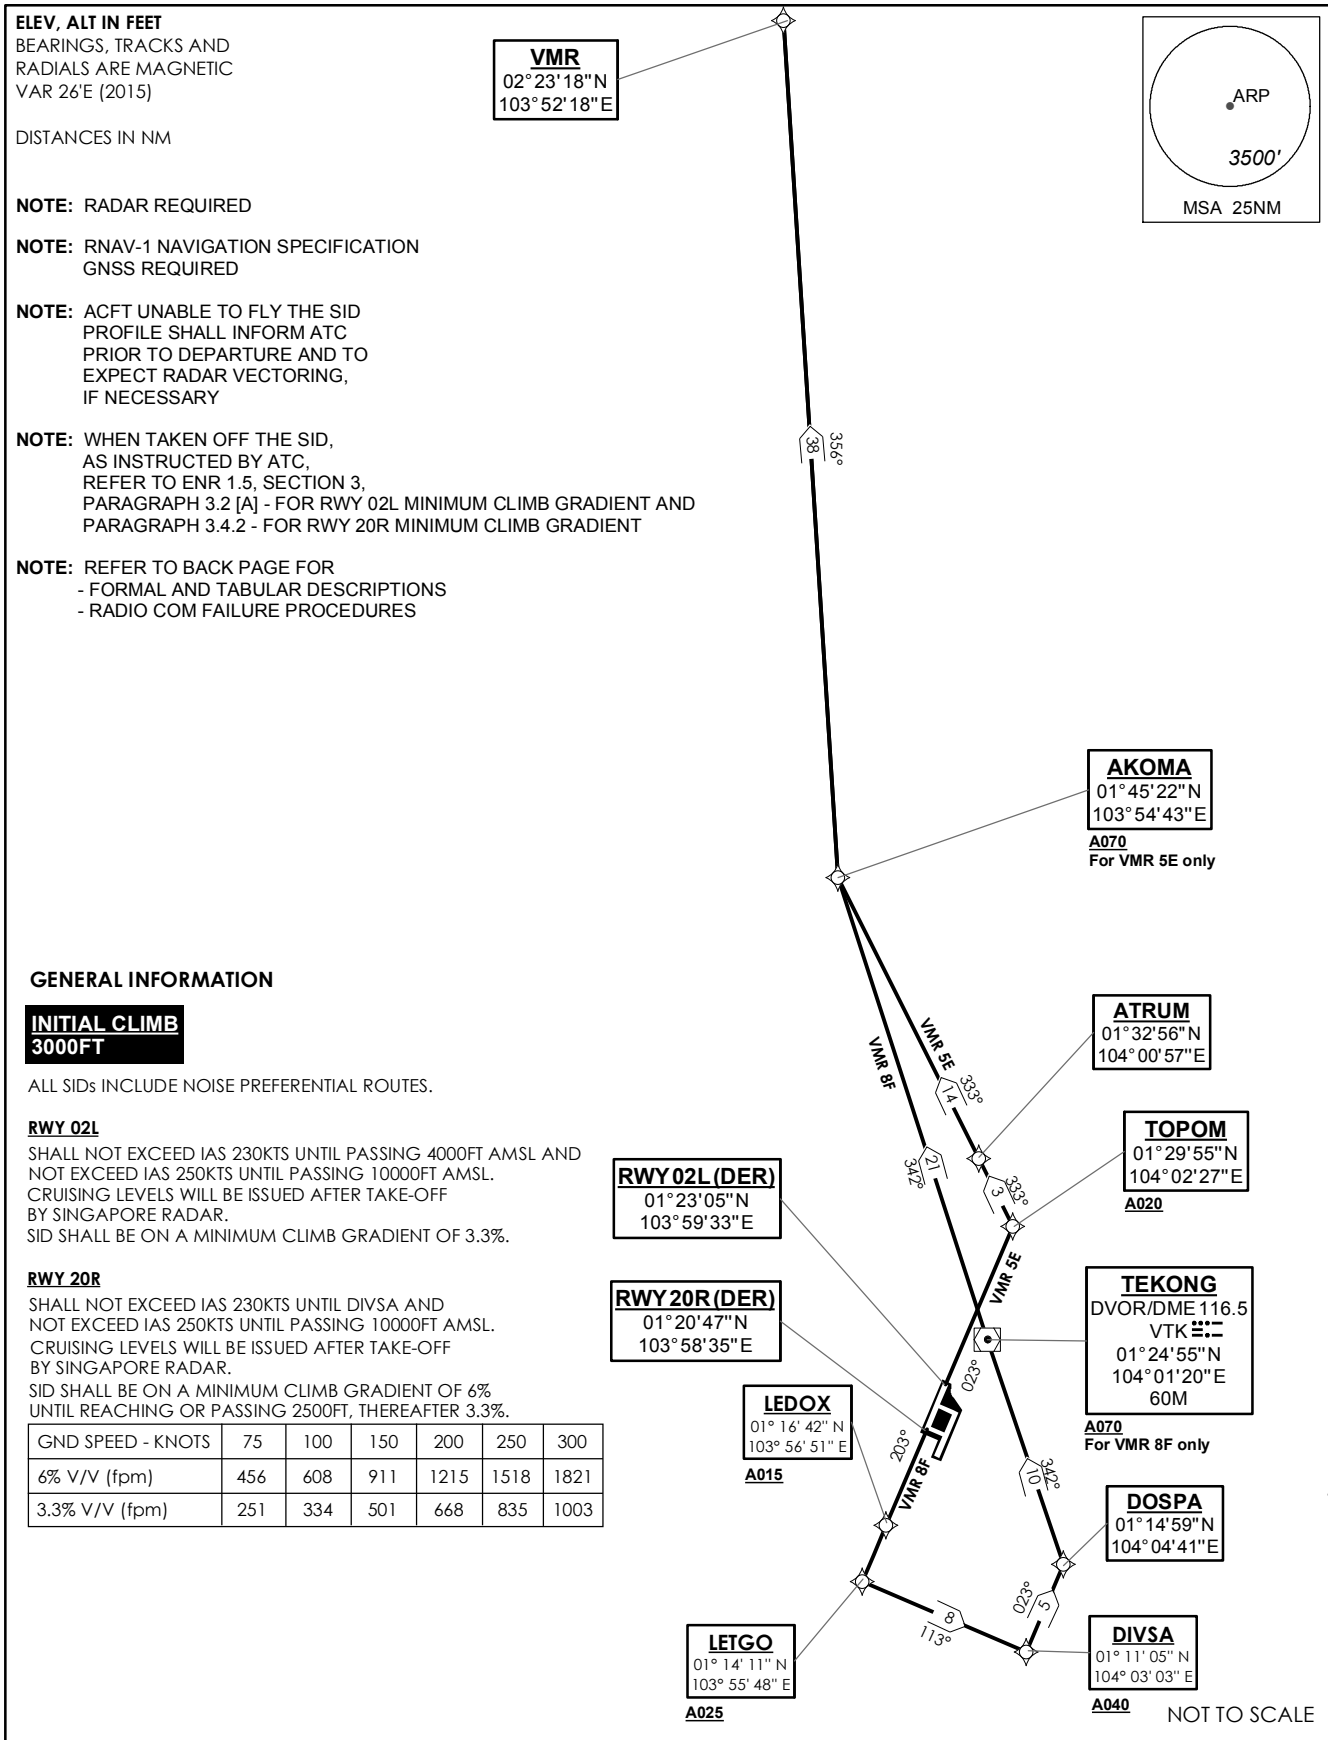 ELEV, ALT IN FEET
BEARINGS, TRACKS AND
RADIALS ARE MAGNETIC
VAR 26'E (2015)
DISTANCES IN NM
NOTE: RADAR REQUIRED
NOTE: RNAV-1 NAVIGATION SPECIFICATION
GNSS REQUIRED
NOTE: ACFT UNABLE TO FLY THE SID
PROFILE SHALL INFORM ATC
PRIOR TO DEPARTURE AND TO
EXPECT RADAR VECTORING,
IF NECESSARY
NOTE: WHEN TAKEN OFF THE SID,
AS INSTRUCTED BY ATC,
REFER TO ENR 1.5, SECTION 3,
PARAGRAPH 3.2 [A] - FOR RWY 02L MINIMUM CLIMB GRADIENT AND
PARAGRAPH 3.4.2 - FOR RWY 20R MINIMUM CLIMB GRADIENT
NOTE: REFER TO BACK PAGE FOR
- FORMAL AND TABULAR DESCRIPTIONS
- RADIO COM FAILURE PROCEDURES
VMR
02°23'18"N
103°52'18"E
ARP
3500'
MSA 25NM
38
356°
AKOMA
01°45'22"N
103°54'43"E
A070
For VMR 5E only
GENERAL INFORMATION
INITIAL CLIMB
3000FT
ALL SIDs INCLUDE NOISE PREFERENTIAL ROUTES.
RWY 02L
SHALL NOT EXCEED IAS 230KTS UNTIL PASSING 4000FT AMSL AND
NOT EXCEED IAS 250KTS UNTIL PASSING 10000FT AMSL.
CRUISING LEVELS WILL BE ISSUED AFTER TAKE-OFF
BY SINGAPORE RADAR.
SID SHALL BE ON A MINIMUM CLIMB GRADIENT OF 3.3%.
RWY 20R
SHALL NOT EXCEED IAS 230KTS UNTIL DIVSA AND
NOT EXCEED IAS 250KTS UNTIL PASSING 10000FT AMSL.
CRUISING LEVELS WILL BE ISSUED AFTER TAKE-OFF
BY SINGAPORE RADAR.
SID SHALL BE ON A MINIMUM CLIMB GRADIENT OF 6%
UNTIL REACHING OR PASSING 2500FT, THEREAFTER 3.3%.
GND SPEED - KNOTS 75 100 150 200 250 300
6% V/V (fpm) 456 608 911 1215 1518 1821
3.3% V/V (fpm) 251 334 501 668 835 1003
VMR 8F
VMR 5E
14
333°
21
342°
ATRUM
01°32'56"N
104°00'57"E
3
333°
TOPOM
01°29'55"N
104°02'27"E
A020
RWY 02L (DER)
01°23'05"N
103°59'33"E
VMR 5E
023°
RWY 20R (DER)
01°20'47"N
103°58'35"E
TEKONG
DVOR/DME 116.5
VTK
01°24'55"N
104°01'20"E
60M
A070
For VMR 8F only
LEDOX
01° 16' 42" N
103° 56' 51" E
A015
203°
VMR 8F
10
342°
DOSPA
01°14'59"N
104°04'41"E
023°
5
8
113°
LETGO
01° 14' 11" N
103° 55' 48" E
A025
DIVSA
01° 11' 05" N
104° 03' 03" E
A040
NOT TO SCALE